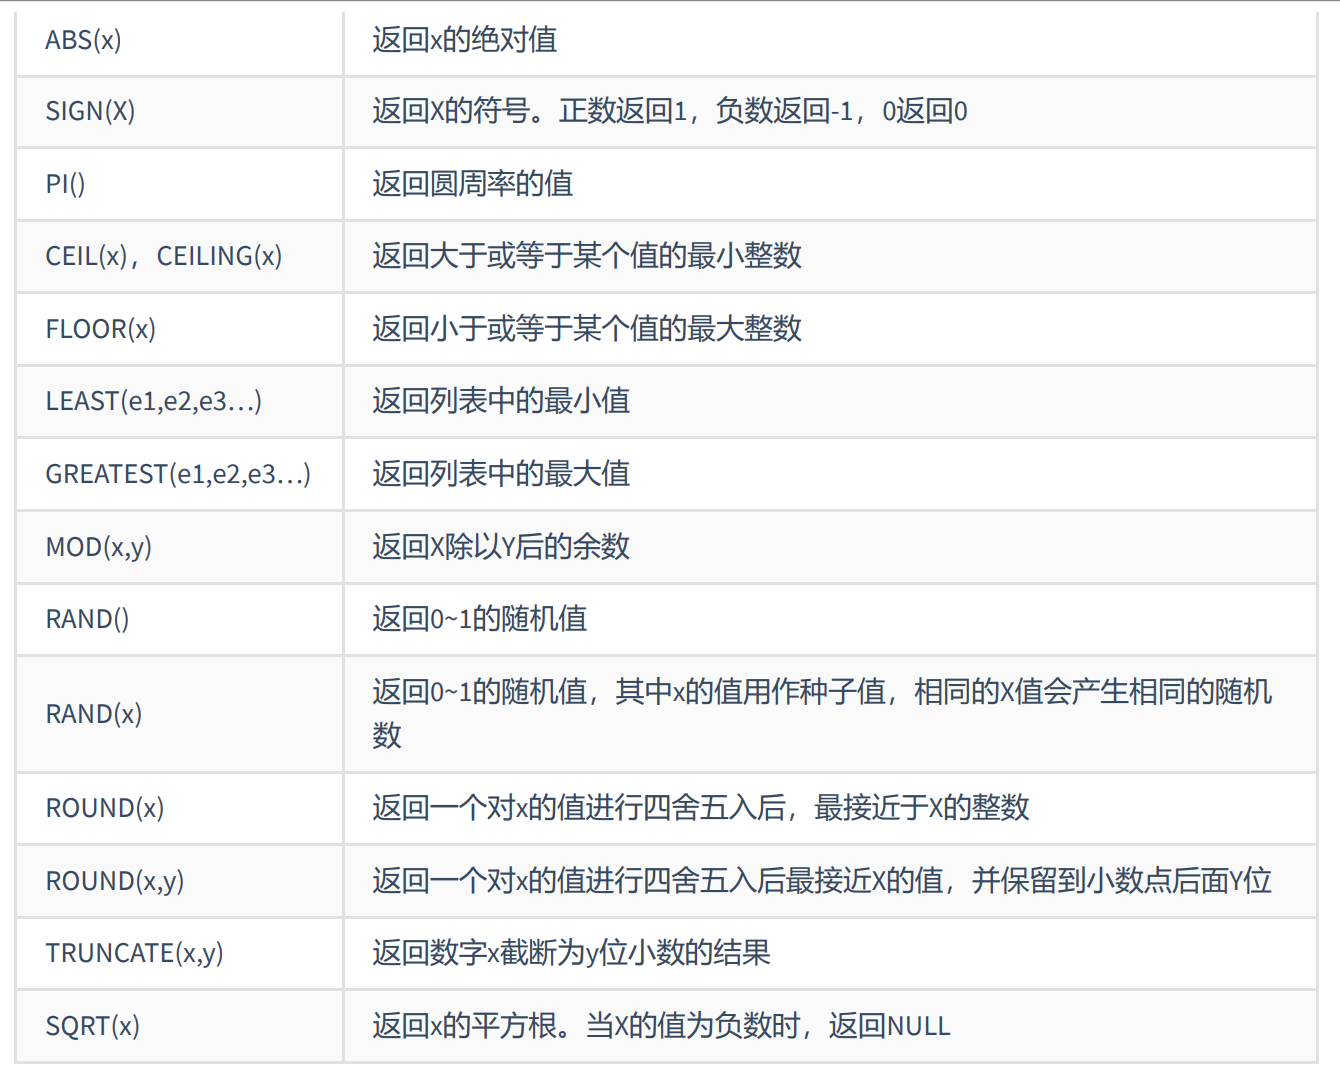 ABS(x) 返回x的绝对值
SIGN(X) 返回X的符号。正数返回1，负数返回-1，0返回0
PI() 返回圆周率的值
CEIL(x)，CEILING(x) 返回大于或等于某个值的最小整数
FLOOR(x) 返回小于或等于某个值的最大整数
LEAST(e1,e2,e3…) 返回列表中的最小值
GREATEST(e1,e2,e3…) 返回列表中的最大值
MOD(x,y) 返回X除以Y后的余数
RAND() 返回0~1的随机值
RAND(x) 返回0~1的随机值，其中x的值用作种子值，相同的X值会产生相同的随机
数
ROUND(x) 返回一个对x的值进行四舍五入后，最接近于X的整数
ROUND(x,y) 返回一个对x的值进行四舍五入后最接近X的值，并保留到小数点后面Y位
TRUNCATE(x,y) 返回数字x截断为y位小数的结果
SQRT(x) 返回x的平方根。当X的值为负数时，返回NULL